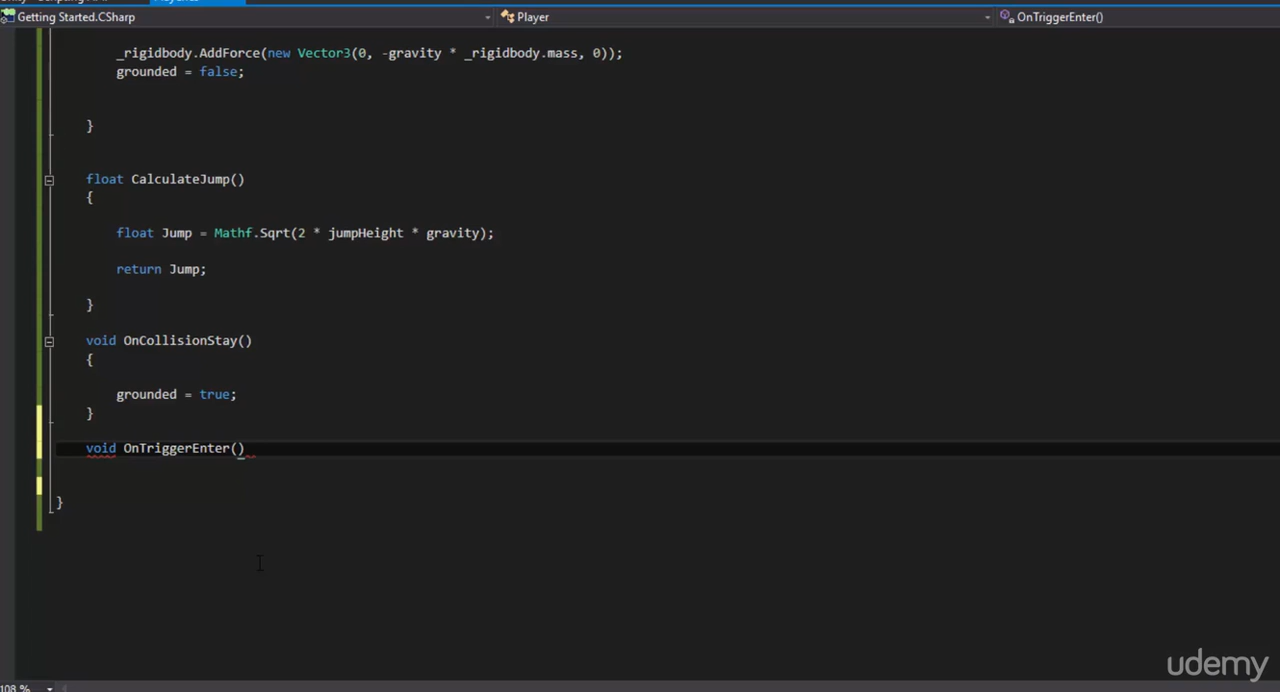 Getting Started.CSharp Player OnTriggerEnter()
_rigidbody.AddForce(new Vector3(0, -gravity * _rigidbody.mass, 0));
grounded = false;
}
float CalculateJump()
{
float Jump = Mathf.Sqrt(2 * jumpHeight * gravity);
return Jump;
}
void OnCollisionStay()
{
grounded = true;
}
void OnTriggerEnter()
}
udemy
108 %